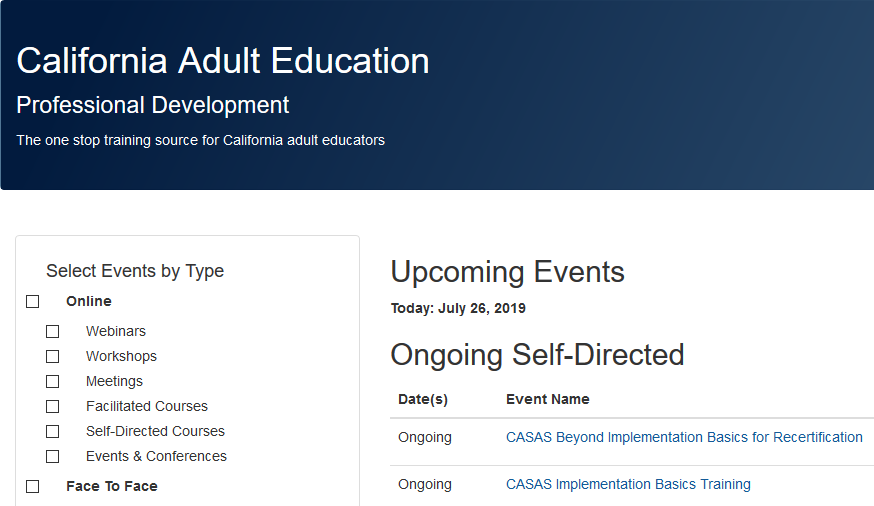 California Adult Education
Professional Development
The one stop training source for California adult educators
Select Events by Type
Online
Webinars
Workshops
Meetings
Facilitated Courses
Self-Directed Courses
Events & Conferences
Face To Face
Upcoming Events
Today: July 26, 2019
Ongoing Self-Directed
Date(s) Event Name
Ongoing CASAS Beyond Implementation Basics for Recertification
Ongoing CASAS Implementation Basics Training